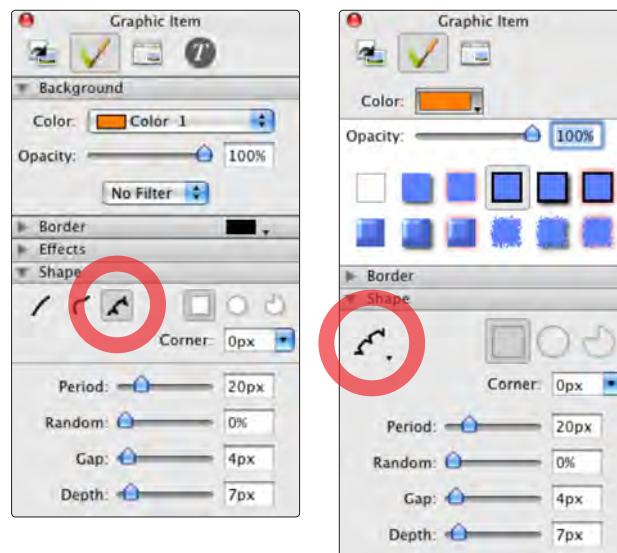 Graphic Item
T
Background
Color: Color 1
Opacity: 100%
No Filter
Border
Effects
Shape
Corner: 0px
Period: 20px
Random: 0%
Gap: 4px
Depth: 7px
Graphic Item
Color:
Opacity: 100%
Border
Shape
Corner: 0px
Period: 20px
Random: 0%
Gap: 4px
Depth: 7px